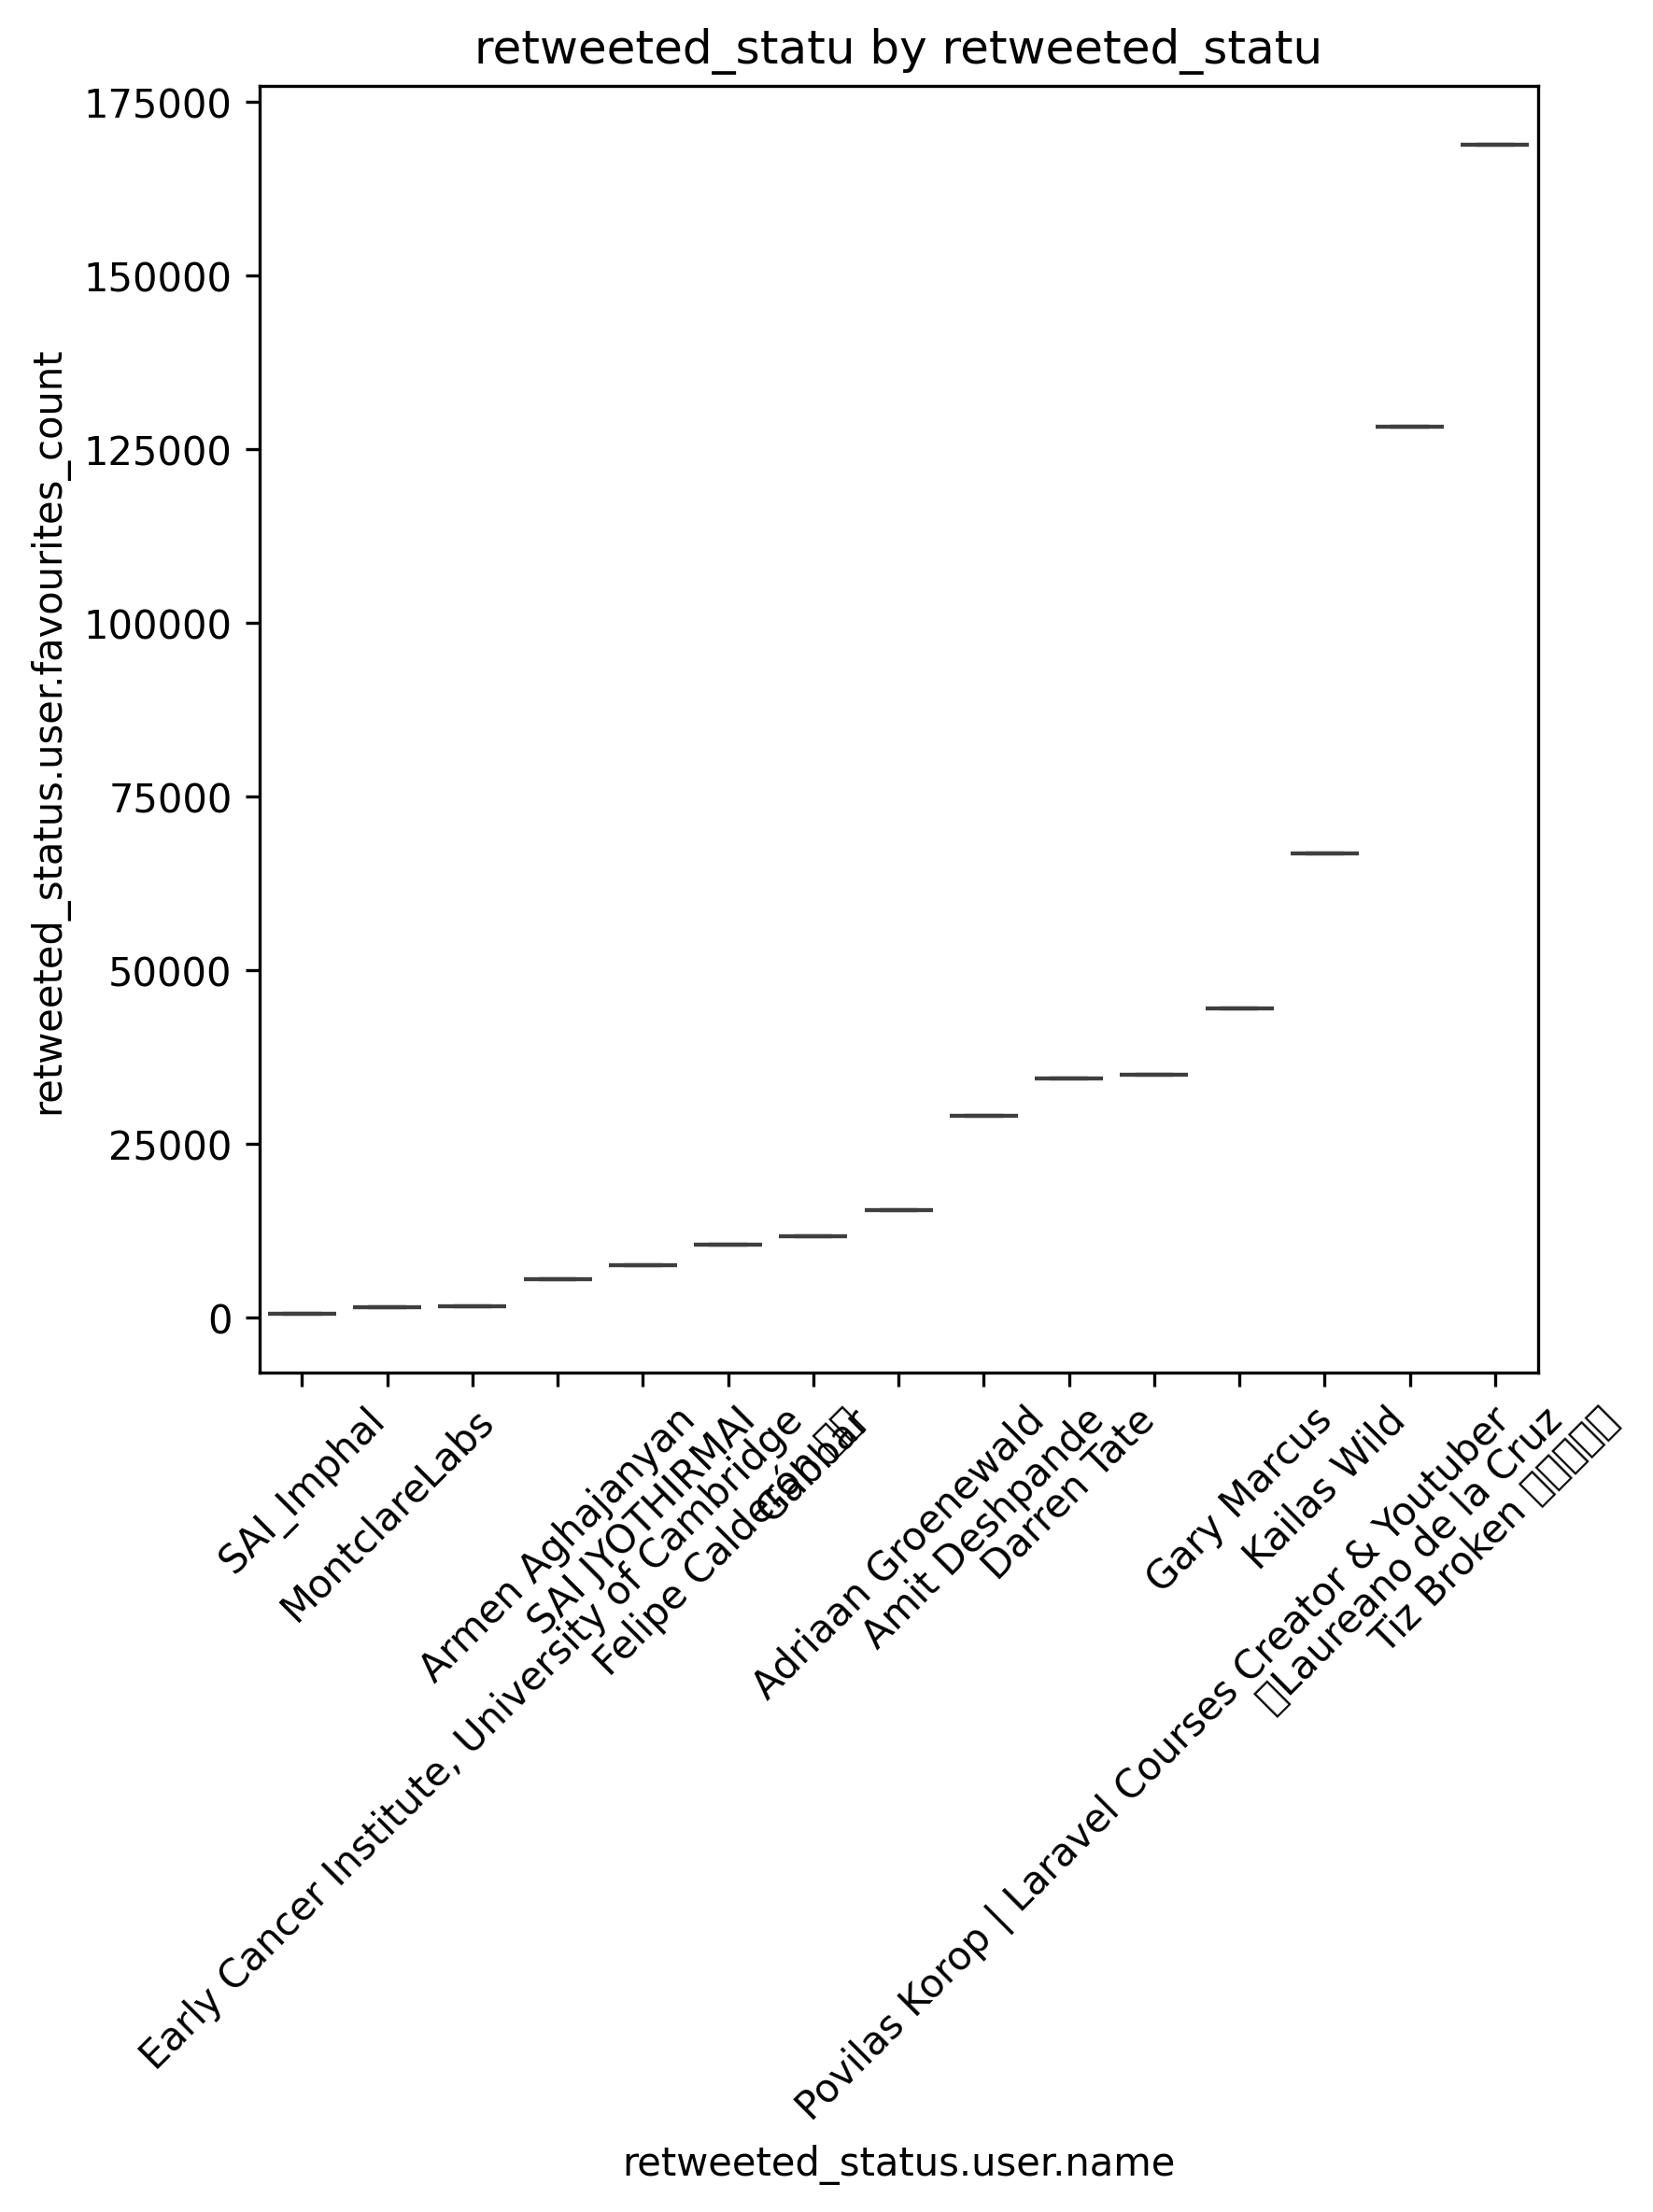 retweeted_statu by retweeted_statu
retweeted_status.user.favourites_count
175000
150000
125000
100000
75000
50000
25000
0
SAI_Imphal
MontclareLabs
Early Cancer Institute, University of Cambridge
Armen Aghajanyan
SAI JYOTHIRMAI
Felipe Calderón
Gabbar
Adriaan Groenewald
Amit Deshpande
Darren Tate
Povilas Korop | Laravel Courses Creator & Youtuber
Gary Marcus
Kailas Wild
Laureano de la Cruz
Tiz Broken
retweeted_status.user.name